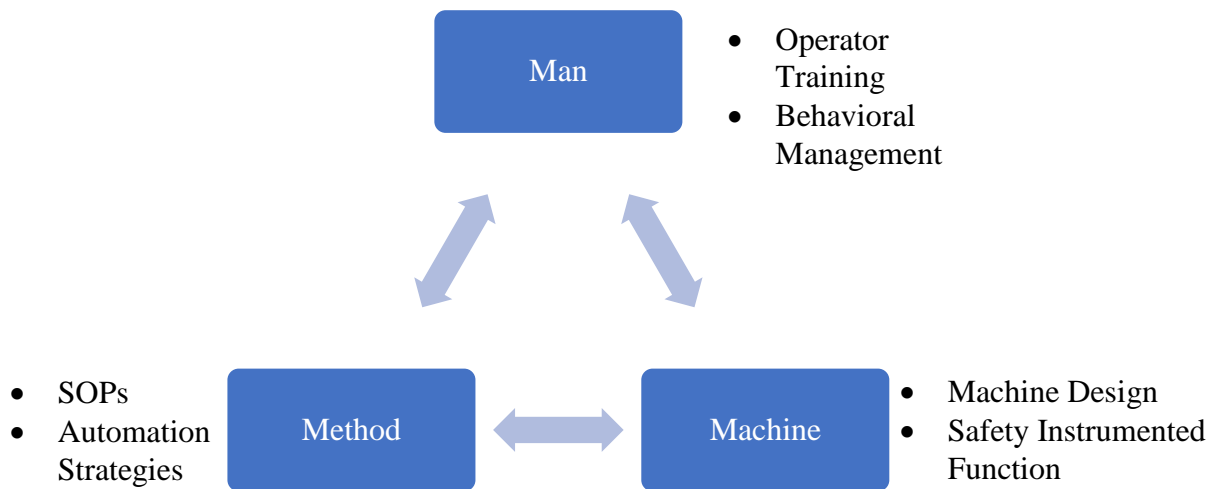 Man
• Operator
Training
• Behavioral
Management
• SOPs
• Automation
Strategies
Method
Machine
• Machine Design
• Safety Instrumented
Function